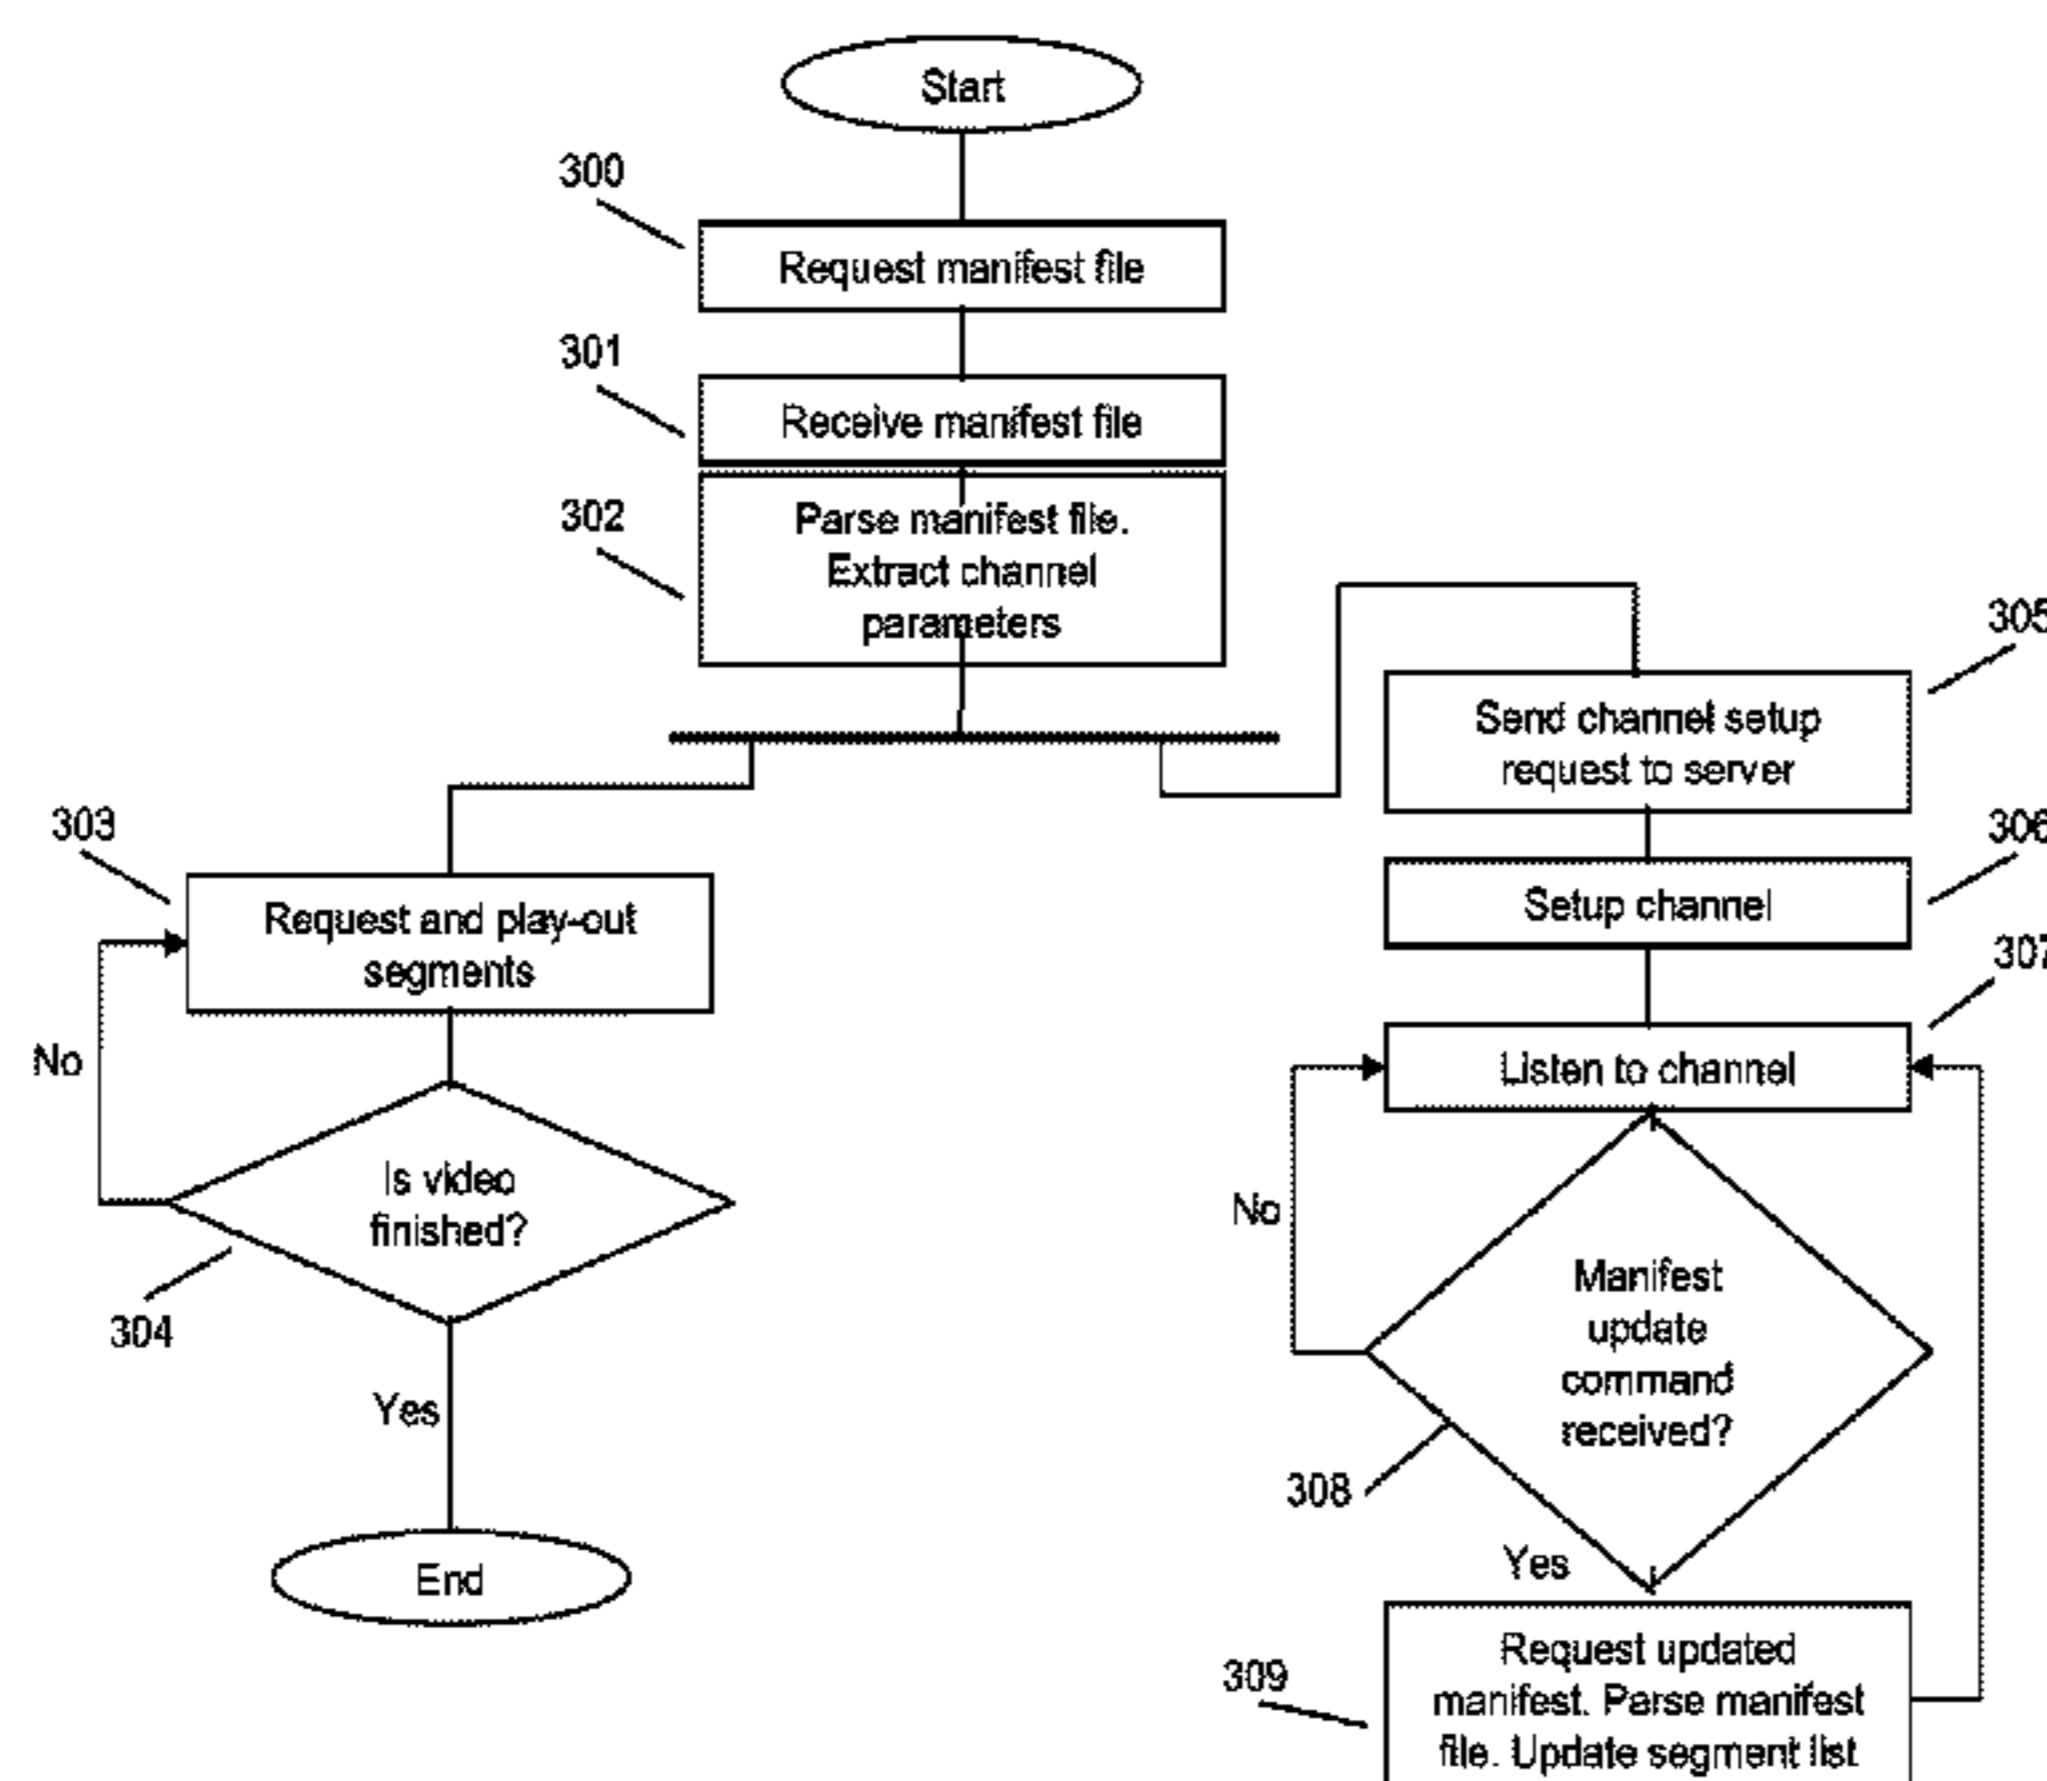 Start
300
Request manifest file
301
Receive manifest file
302
Parse manifest file.
Extract channel
parameters
303
Request and play-out
segments
No
Is video
finished?
304
Yes
End
305
Send channel setup
request to server
306
Setup channel
307
Listen to channel
No
Manifest
update
command
received?
308
Yes
309
Request updated
manifest. Parse manifest
file. Update segment list